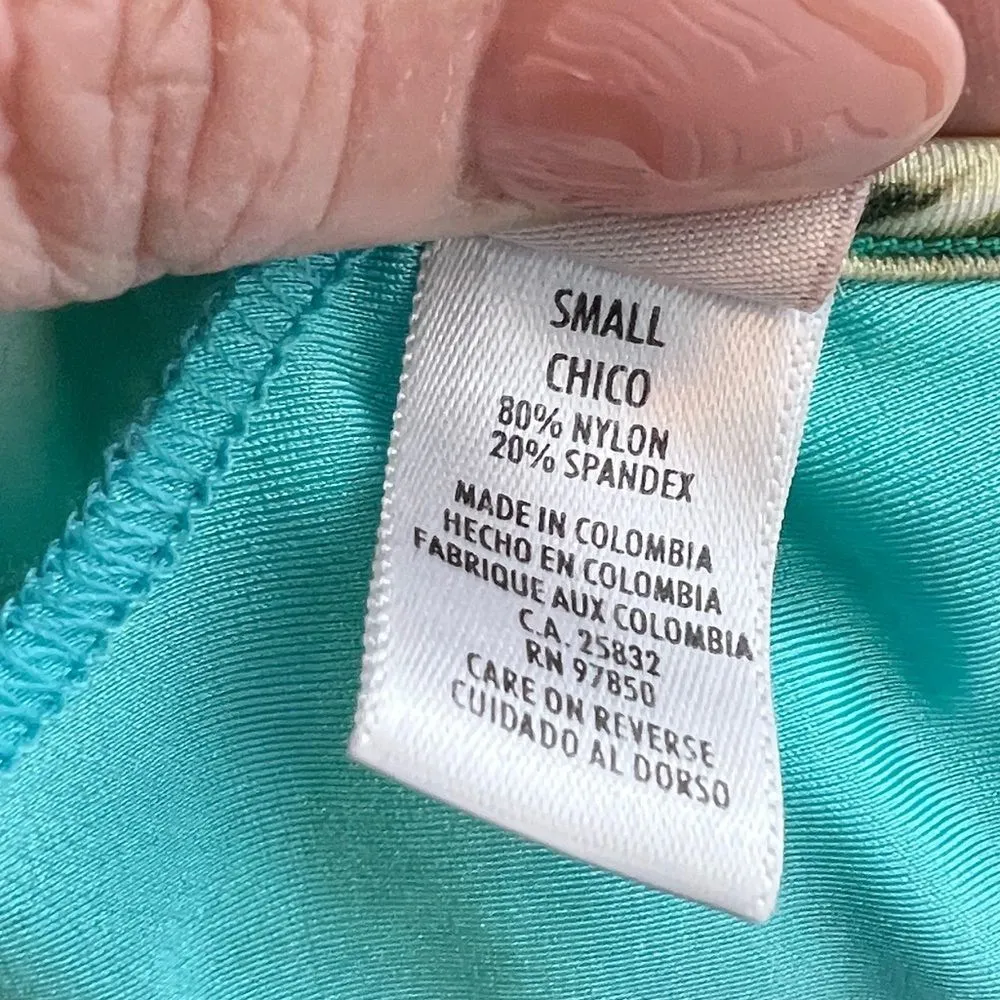 SMALL
CHICO
80% NYLON
20% SPANDEX
MADE IN COLOMBIA
HECHO EN COLOMBIA
FABRIQUE AUX COLOMBIA
C.A. 25832
RN 97850
CARE ON REVERSE
CUIDADO AL DORSO